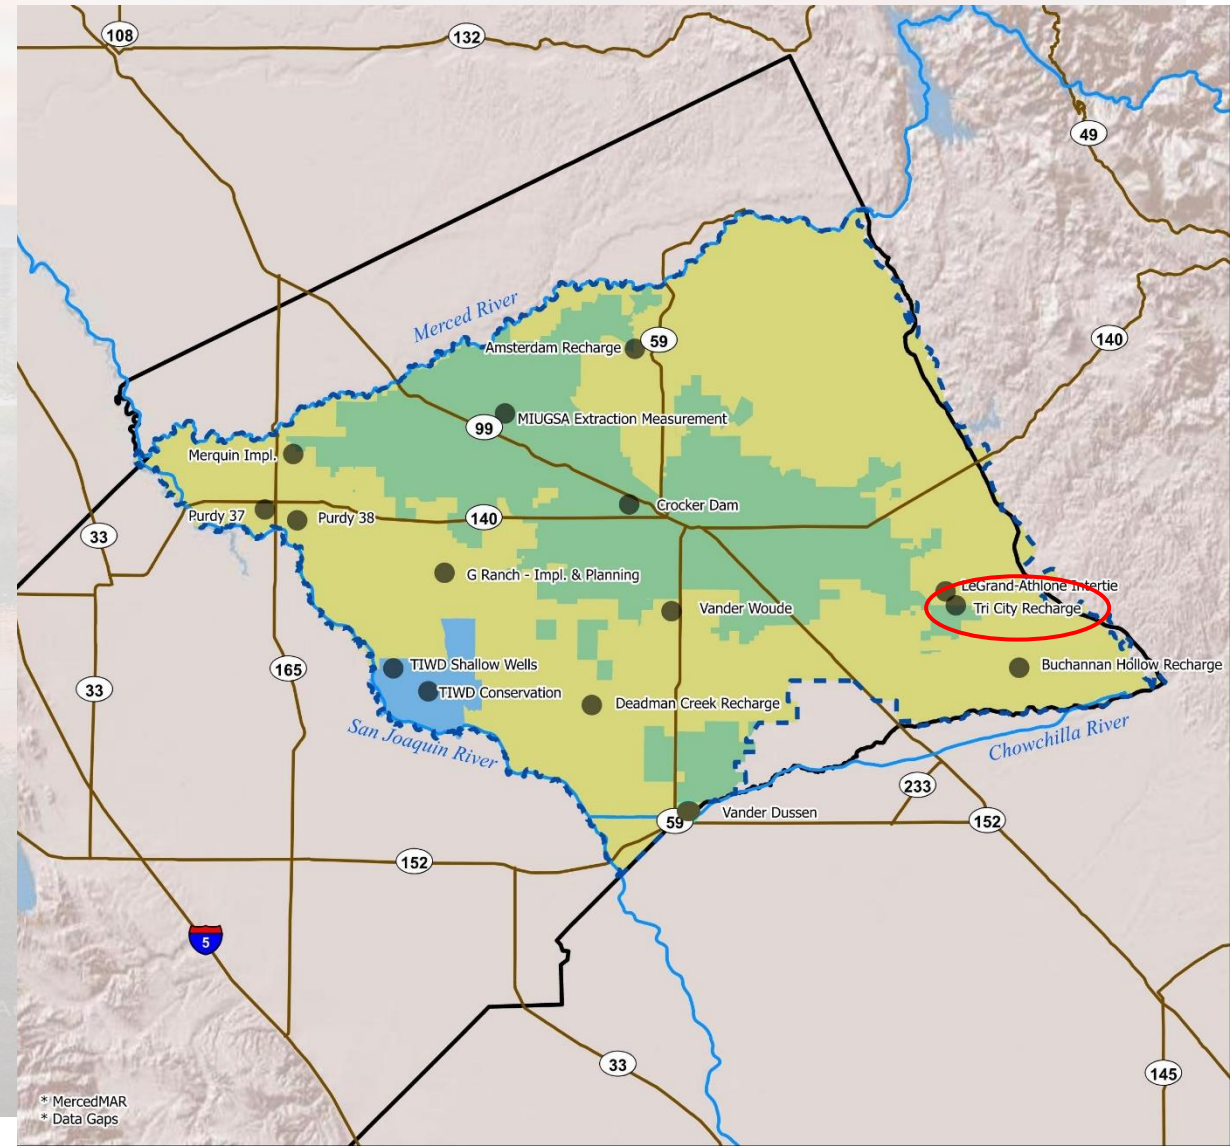 108
132
49
Merced River
Amsterdam Recharge
59
140
MIUGSA Extraction Measurement
99
Merquin Impl.
Crocker Dam
Purdy 37
Purdy 38
140
33
G Ranch - Impl. & Planning
LeGrand-Athlone Intertie
Tri City Recharge
Vander Woude
TIWD Shallow Wells
165
Buchannan Hollow Recharge
33
TIWD Conservation
Deadman Creek Recharge
San Joaquin River
Chowchilla River
233
Vander Dussen
59
152
152
5
33
145
* MercedMAR
* Data Gaps